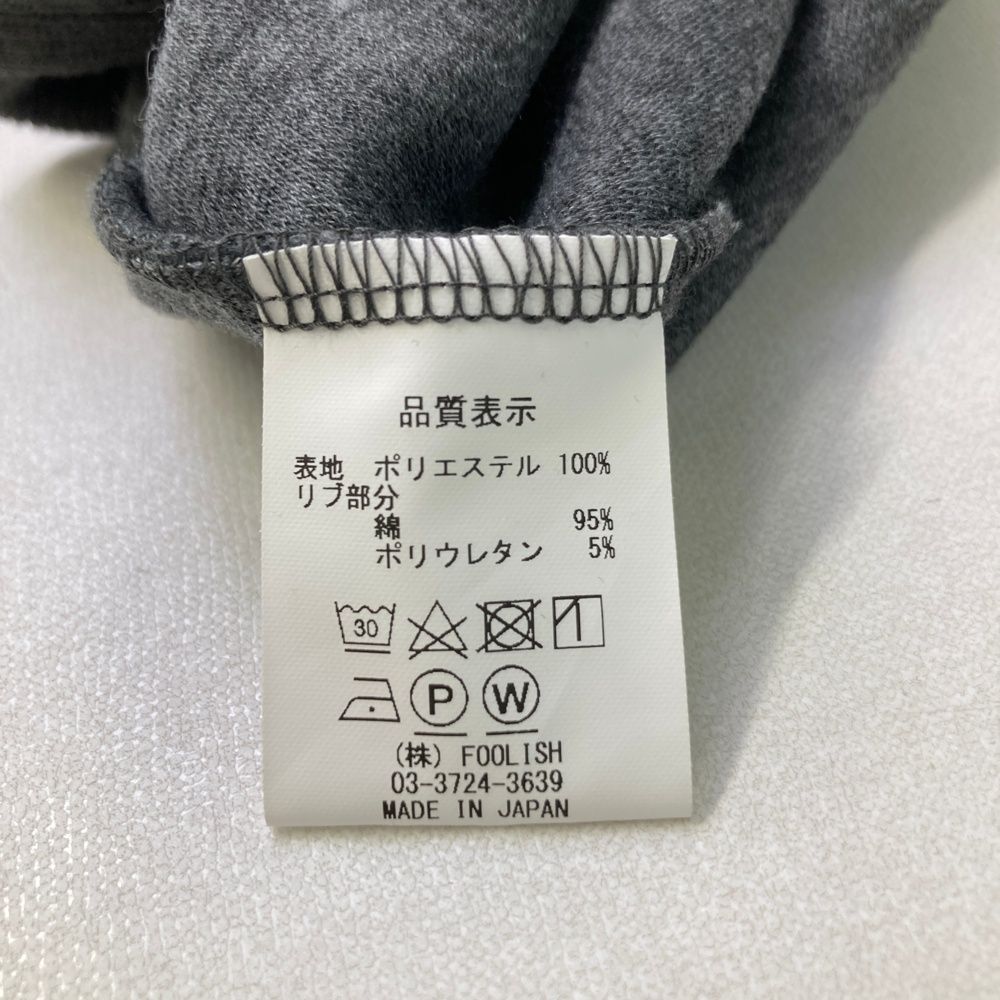 品質表示
表地 ポリエステル 100%
リブ部分
綿 95%
ポリウレタン 5%
30
P W
(株) FOOLISH
03-3724-3639
MADE IN JAPAN